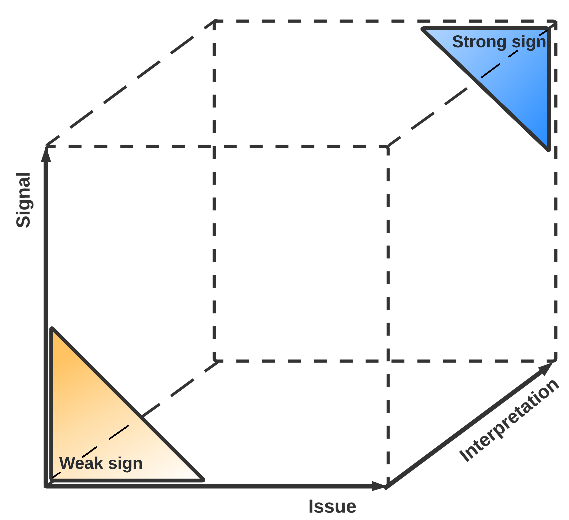 Strong sign
Signal
Interpretation
Weak sign
Issue